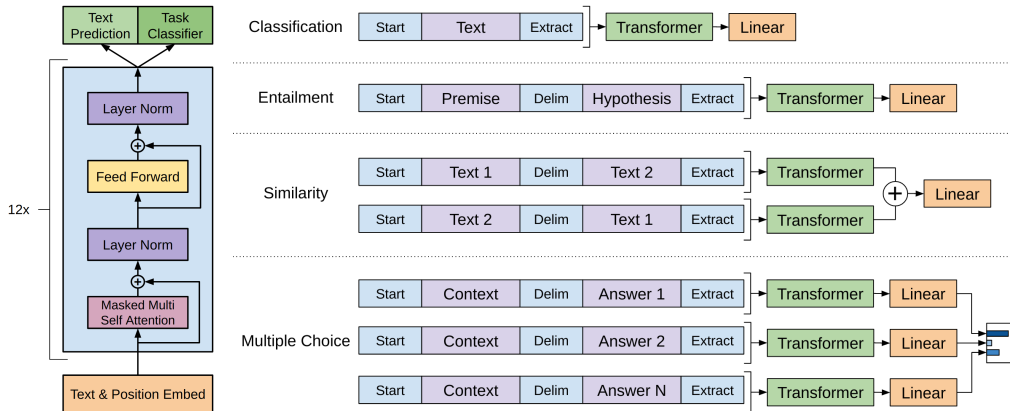 Text
Prediction
Task
Classifier
Layer Norm
Feed Forward
12x
Layer Norm
Masked Multi
Self Attention
Text & Position Embed
Classification
Start Text Extract Transformer Linear
Entailment
Start Premise Delim Hypothesis Extract Transformer Linear
Similarity
Start Text 1 Delim Text 2 Extract Transformer
Linear
Start Text 2 Delim Text 1 Extract Transformer
Multiple Choice
Start Context Delim Answer 1 Extract Transformer Linear
Start Context Delim Answer 2 Extract Transformer Linear
Start Context Delim Answer N Extract Transformer Linear